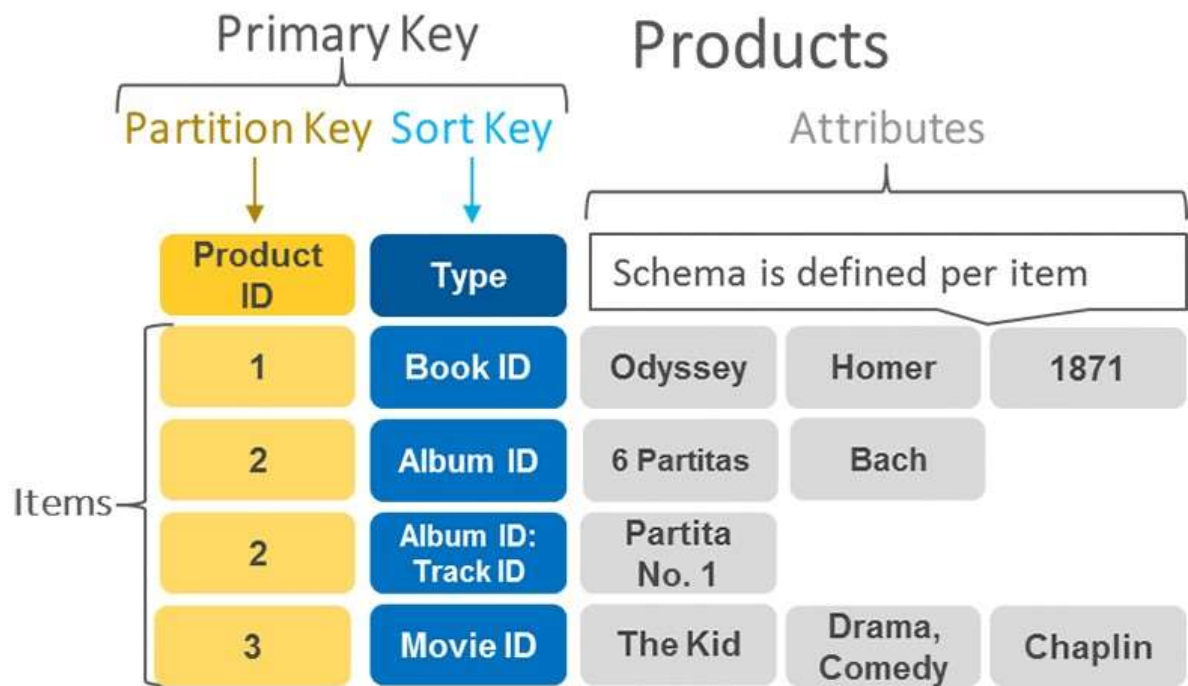 Primary Key
Products
Partition Key
Sort Key
Attributes
Product
ID
Type
Schema is defined per item
Items
1
Book ID
Odyssey
Homer
1871
2
Album ID
6 Partitas
Bach
2
Album ID:
Track ID
Partita
No. 1
3
Movie ID
The Kid
Drama,
Comedy
Chaplin